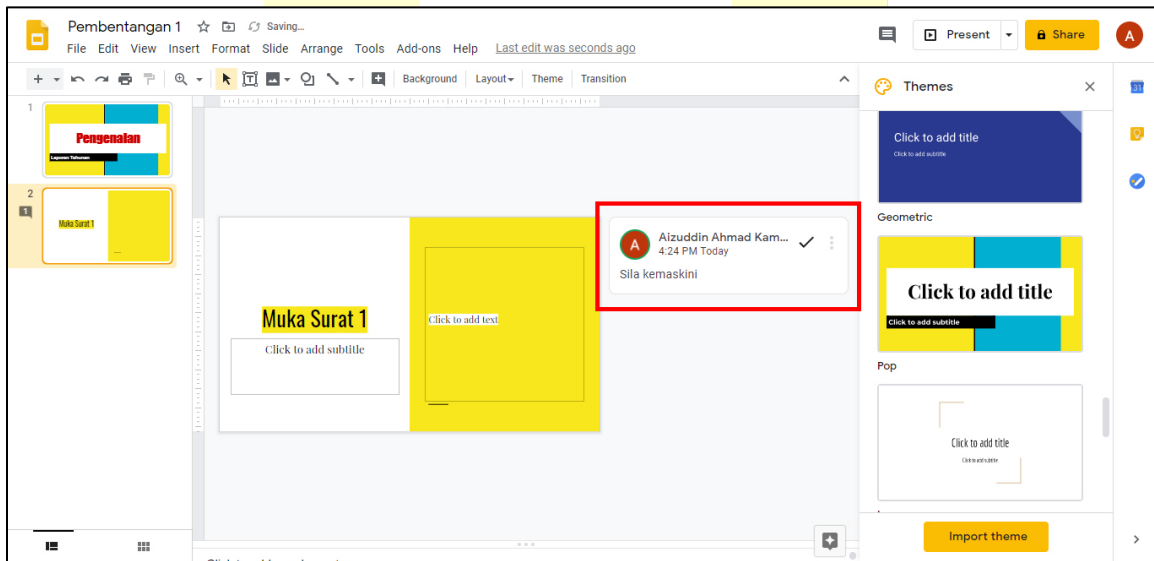 Pembentangan 1
Saving...
File Edit View Insert Format Slide Arrange Tools Add-ons Help Last edit was seconds ago
Present
Share
A
Background Layout Theme Transition
1
Pengenalan
Laporan Tahunan
2
1
Muka Surat 1
Muka Surat 1
Click to add subtitle
Click to add text
A
Aizuddin Ahmad Kam...
4:24 PM Today
Sila kemaskini
Themes
31
Click to add title
Click to add subtitle
Geometric
Click to add title
Click to add subtitle
Pop
Click to add title
Click to add subtitle
Import theme